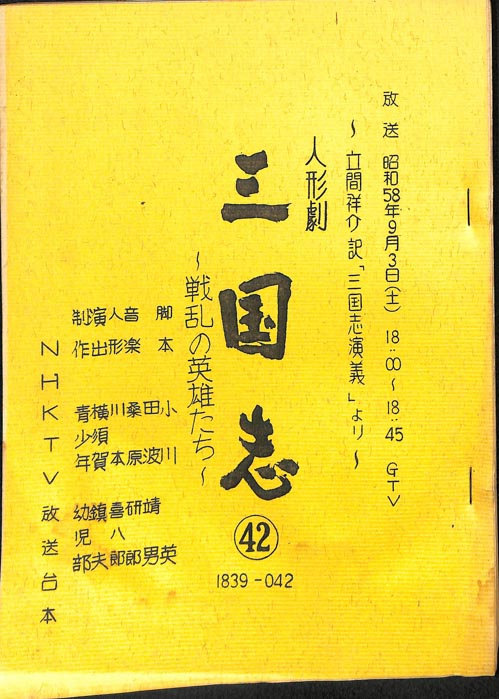 放送 昭和58年9月3日(土) 18:00～18:45 GTV
～立間祥介記「三国志演義」より～
人形劇
三国志
㊷
1839-042
～戦乱の英雄たち～
脚本 小川 英
田波靖男
音楽 桑原研郎
人形 川本喜八郎
演出 横須賀鎮夫
制作 青少年幼児部
NHKTV放送台本